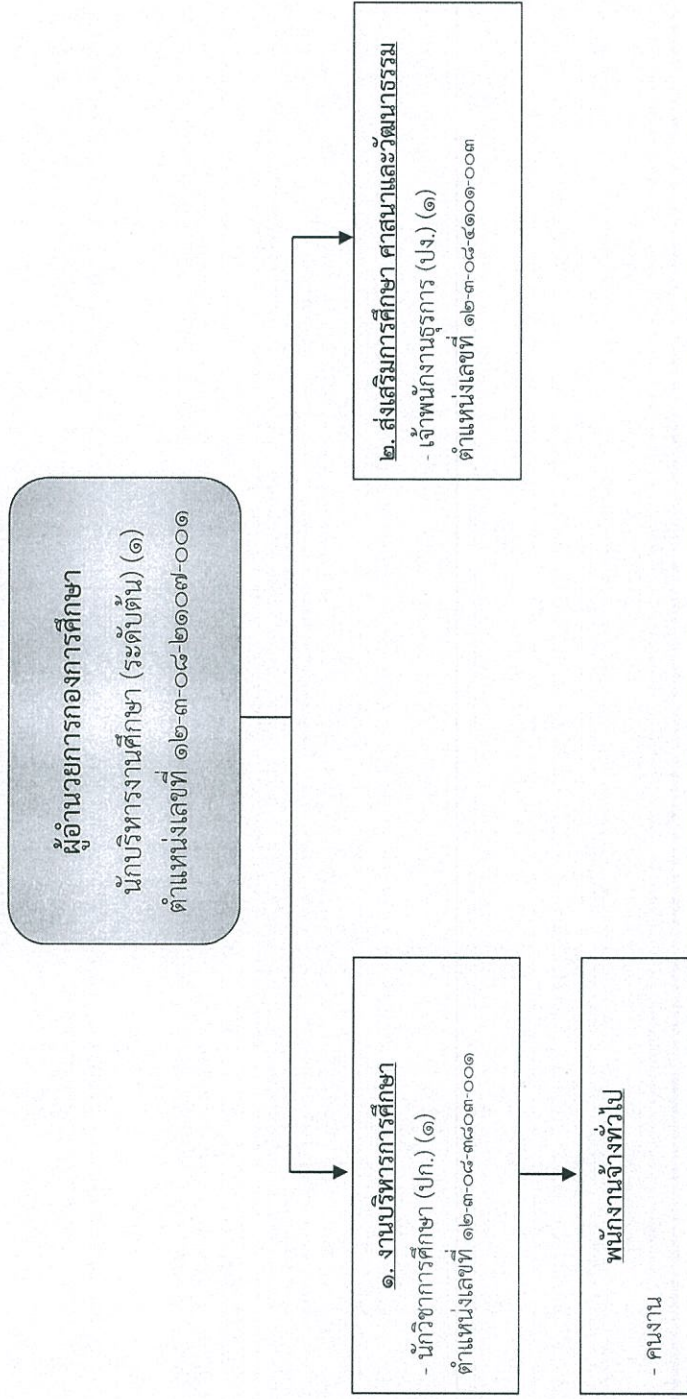 ผู้อำนวยการกองการศึกษา
นักบริหารงานศึกษา (ระดับต้น) (๑)
ตำแหน่งเลขที่ ๑๒-๓-๐๘-๒๑๐๗-๐๐๑
๑. งานบริหารการศึกษา
- นักวิชาการศึกษา (ปก.) (๑)
ตำแหน่งเลขที่ ๑๒-๓-๐๘-๓๘๐๓-๐๐๑
พนักงานจ้างทั่วไป
- คนงาน
๒. ส่งเสริมการศึกษา ศาสนาและวัฒนาธรรม
- เจ้าพนักงานธุรการ (ปง.) (๑)
ตำแหน่งเลขที่ ๑๒-๓-๐๘-๔๑๐๑-๐๐๓